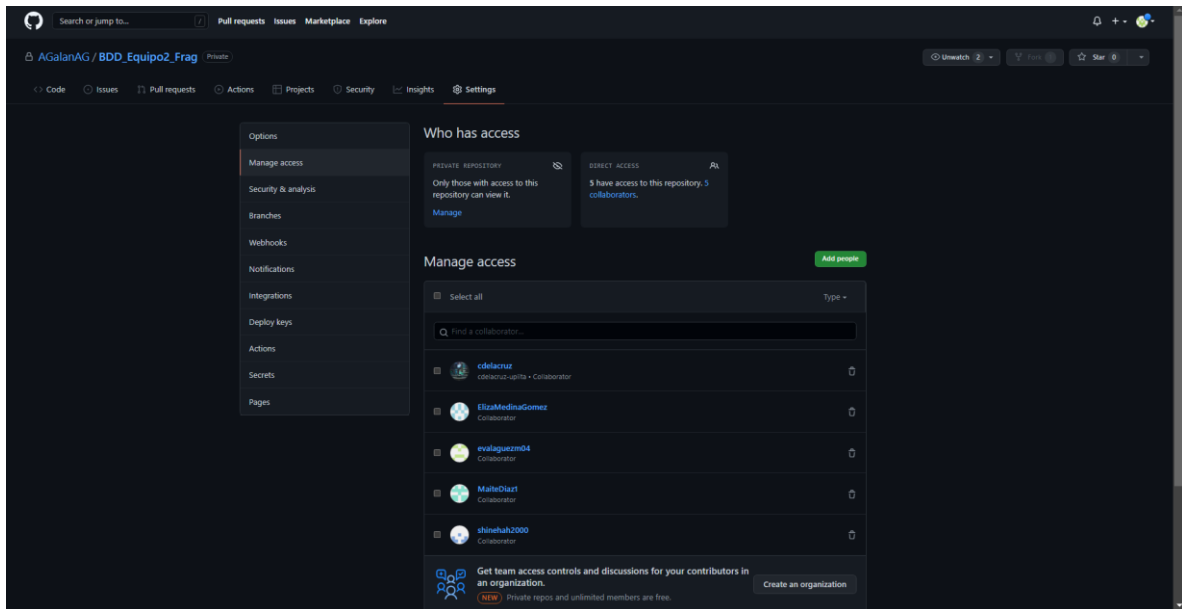 Search or jump to... /
Pull requests Issues Marketplace Explore
AGalanAG / BDD_Equipo2_Frag Private
Unwatch 2 Fork Star 0
Code Issues Pull requests Actions Projects Security Insights Settings
Options
Manage access
Security & analysis
Branches
Webhooks
Notifications
Integrations
Deploy keys
Actions
Secrets
Pages
Who has access
PRIVATE REPOSITORY
Only those with access to this
repository can view it.
Manage
DIRECT ACCESS
5 have access to this repository. 5
collaborators.
Manage access
Add people
Select all
Type
Find a collaborator...
cdelacruz
cdelacruz-upiita • Collaborator
ElizaMedinaGomez
Collaborator
evalaguezm04
Collaborator
MaiteDiaz1
Collaborator
shinehah2000
Collaborator
Get team access controls and discussions for your contributors in
an organization.
NEW Private repos and unlimited members are free.
Create an organization